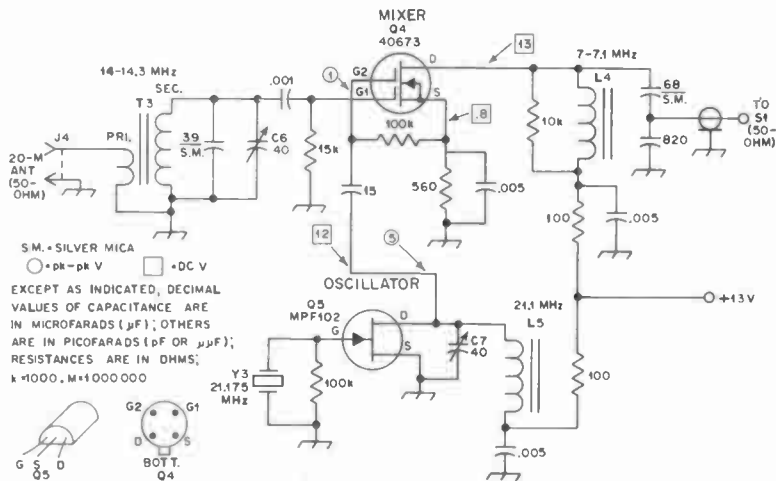 MIXER
Q4
40673
13
7-7.1 MHz
L4
14-14.3 MHz
T3
SEC.
.001
1
G2
G1
D
S
.8
68
S.M.
TO
S1
(50-
OHM)
J4
PRI.
20-M
ANT
(50-
OHM)
39
S.M.
C6
40
15k
100k
10k
820
15
560
.005
100
.005
S.M. = SILVER MICA
= pk-pk V
= DC V
12
5
OSCILLATOR
EXCEPT AS INDICATED, DECIMAL
VALUES OF CAPACITANCE ARE
IN MICROFARADS (µF); OTHERS
ARE IN PICOFARADS (pF OR µµF);
RESISTANCES ARE IN OHMS;
k=1000, M=1000000
+13V
Q5
MPF102
G
D
S
C7
40
21.1 MHz
L5
100
Y3
21.175
MHz
100k
.005
G S D
Q5
G2
G1
D
S
BOTT.
Q4